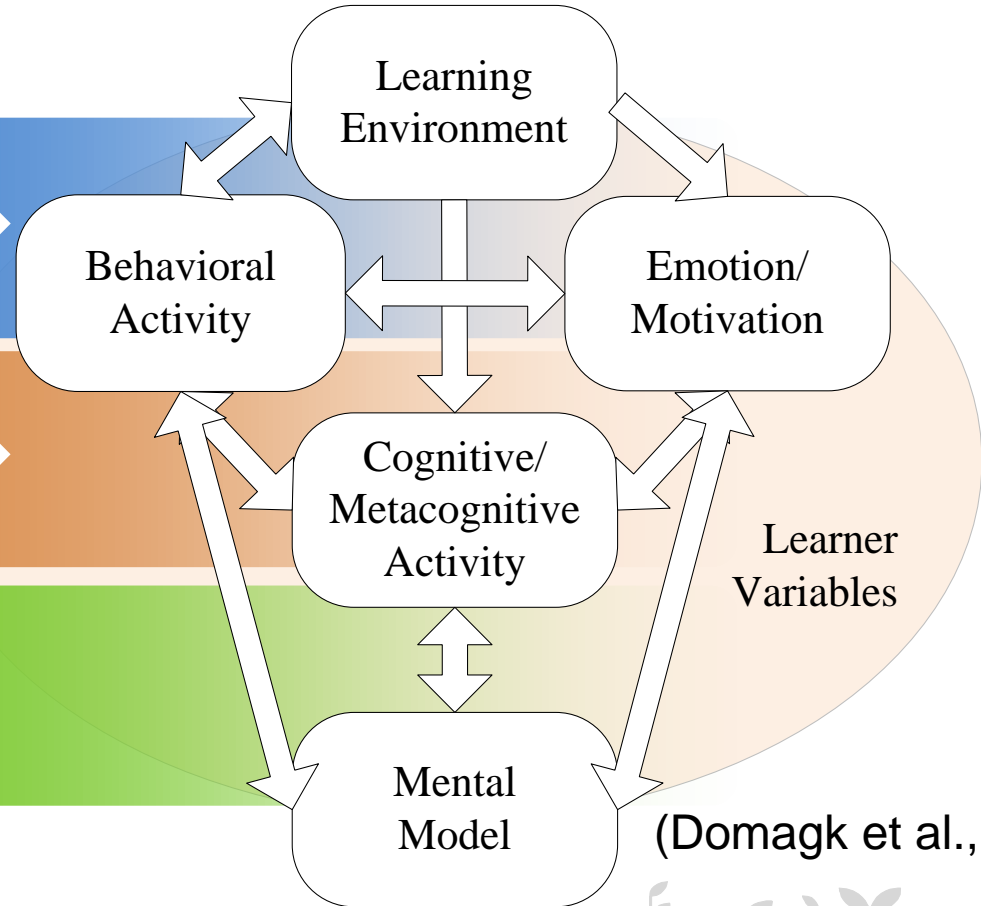 Learning
Environment
Behavioral
Activity
Emotion/
Motivation
Cognitive/
Metacognitive
Activity
Learner
Variables
Mental
Model
(Domagk et al.,